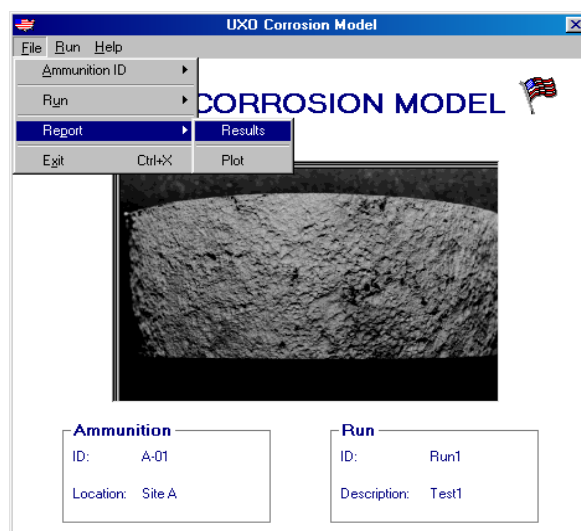 UXO Corrosion Model
File Run Help
Ammunition ID
Run
CORROSION MODEL
Report Results
Exit Ctrl+X Plot
Ammunition
ID: A-01
Location: Site A
Run
ID: Run1
Description: Test1